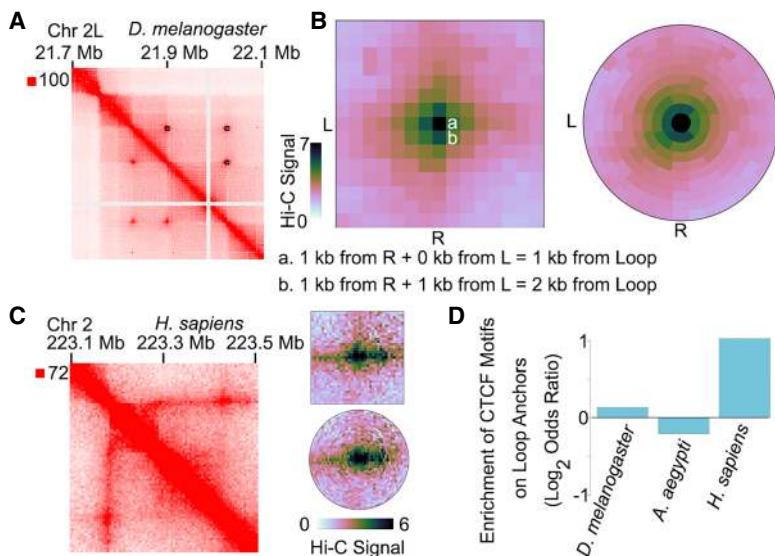 A
Chr 2L D. melanogaster
21.7 Mb 21.9 Mb 22.1 Mb
100
B
L
a
b
7
0
Hi-C Signal
R
L
R
a. 1 kb from R + 0 kb from L = 1 kb from Loop
b. 1 kb from R + 1 kb from L = 2 kb from Loop
C
Chr 2 H. sapiens
223.1 Mb 223.3 Mb 223.5 Mb
72
0 6
Hi-C Signal
D
Enrichment of CTCF Motifs
on Loop Anchors
(Log2 Odds Ratio)
1
0
-1
D. melanogaster
A. aegypti
H. sapiens